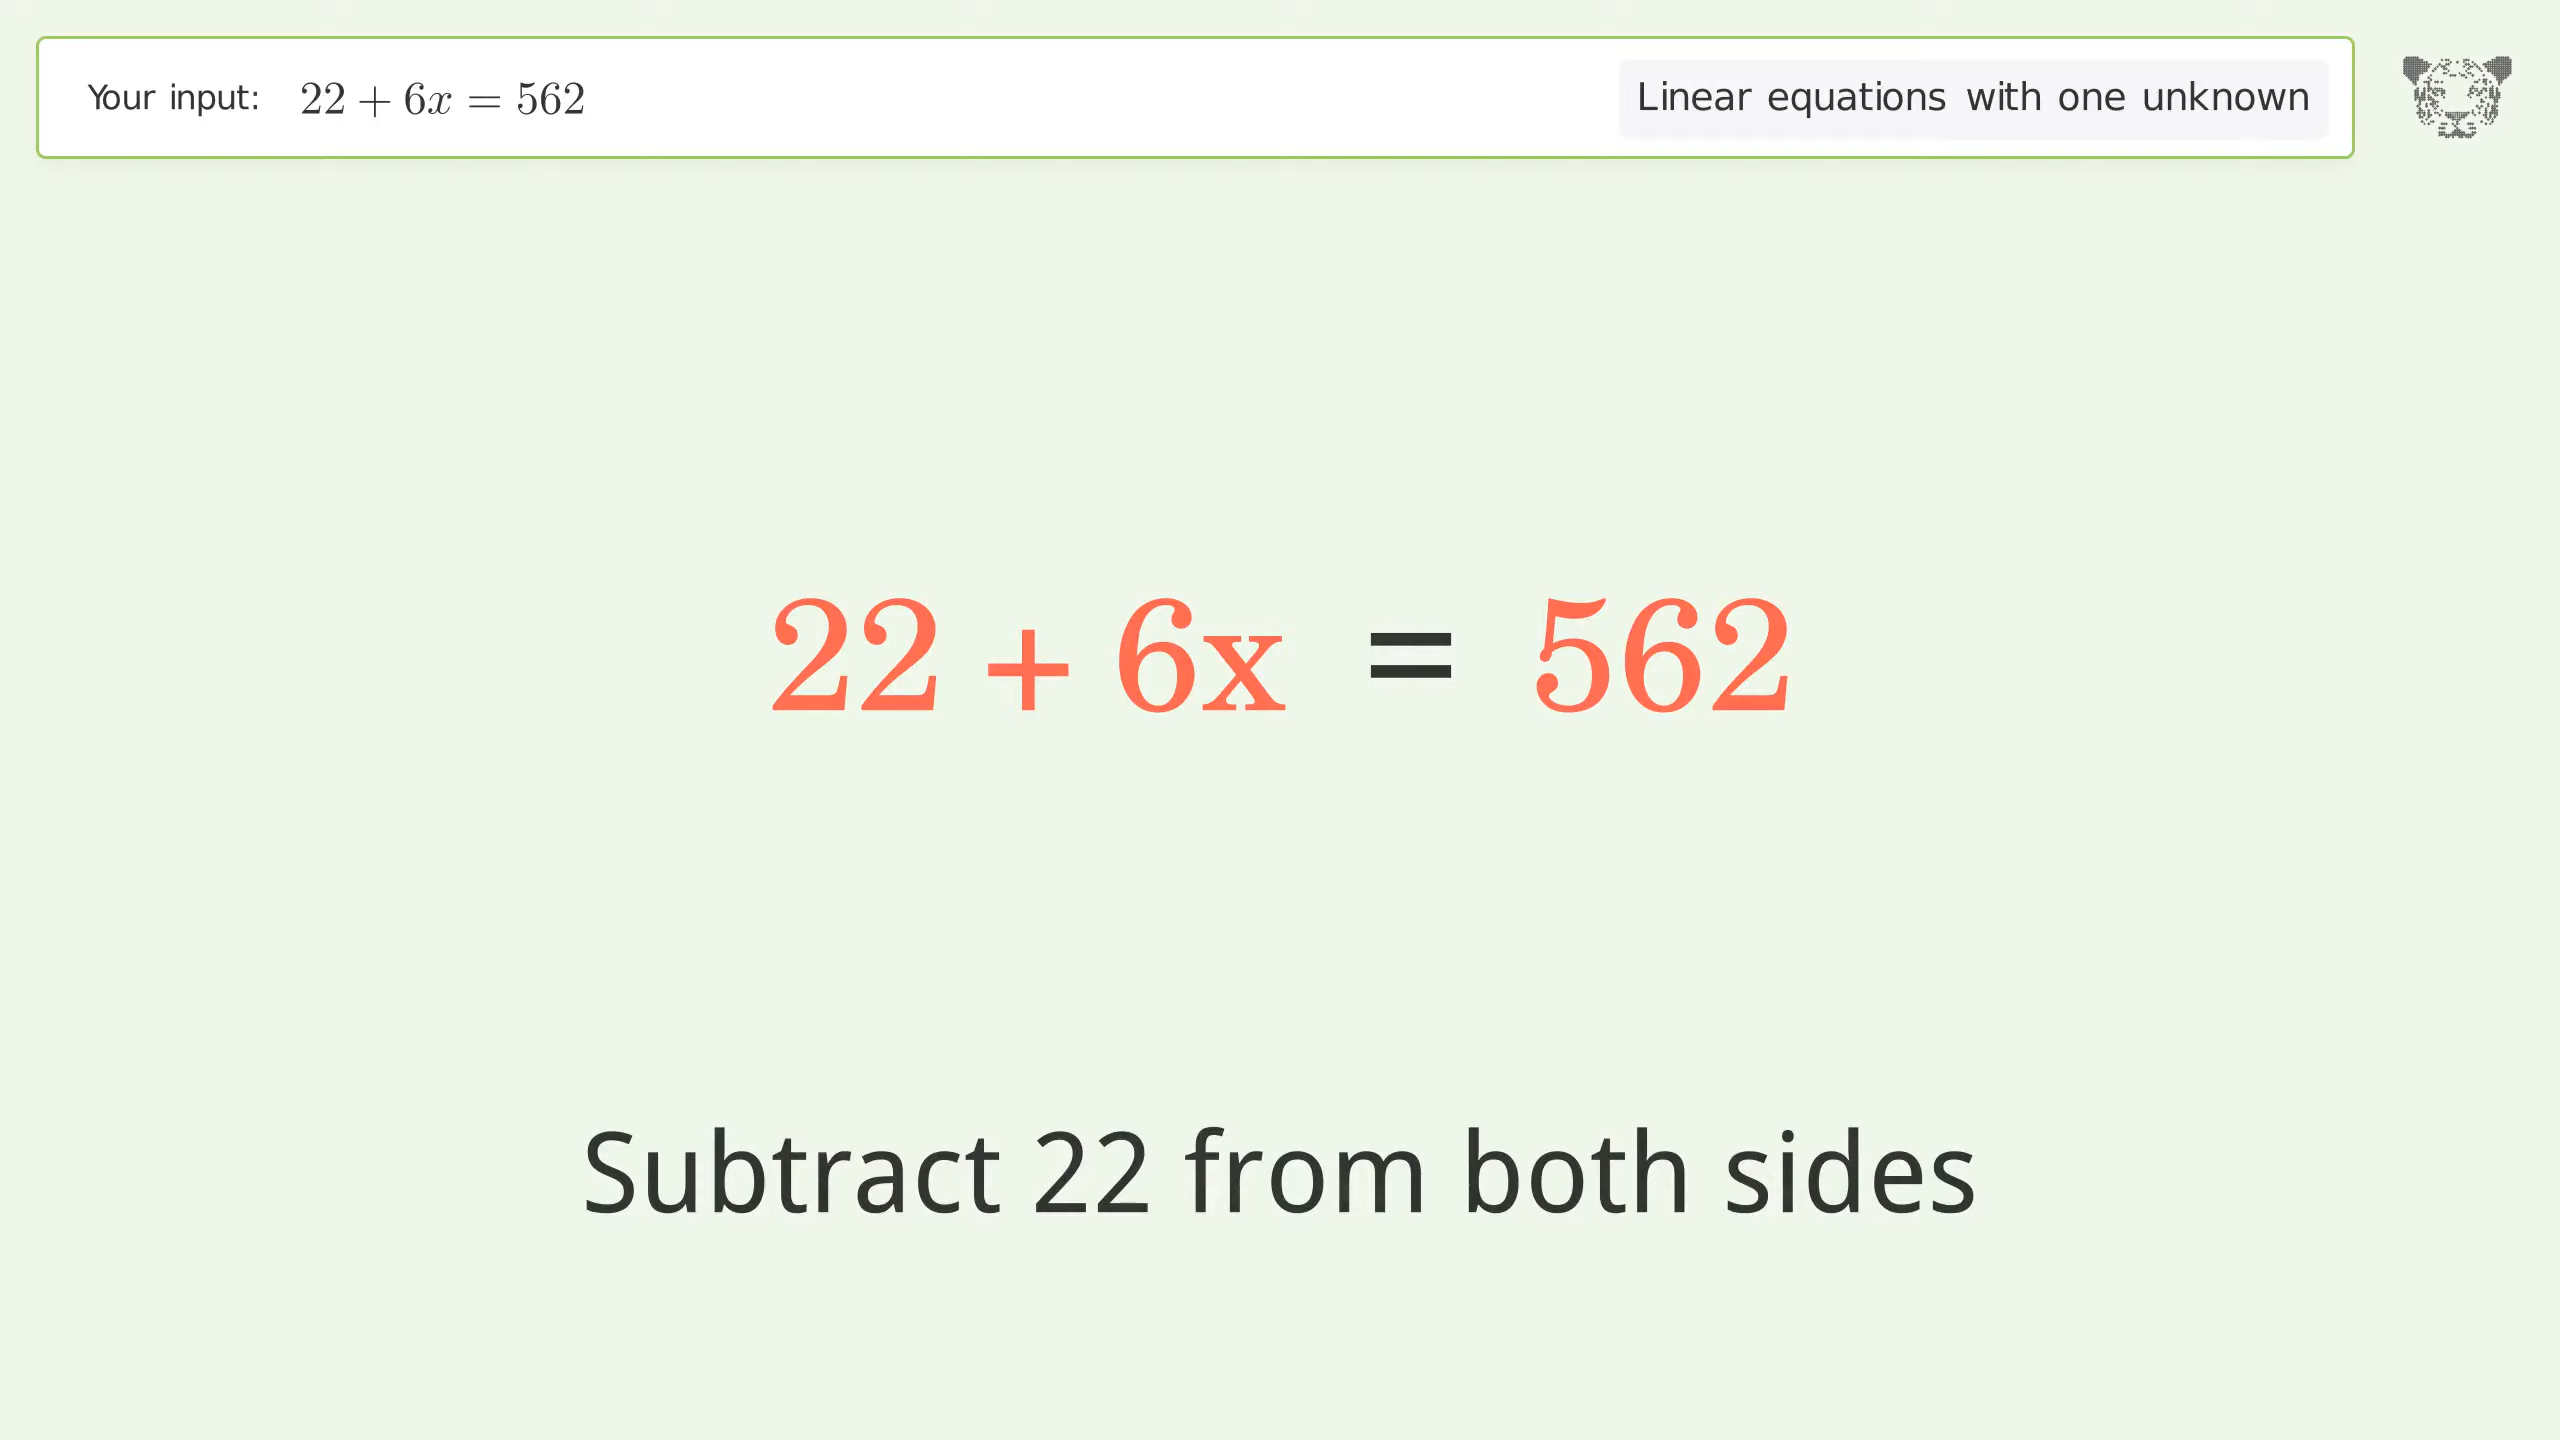 Your input: 22 + 6x = 562
Linear equations with one unknown
22 + 6x = 562
Subtract 22 from both sides